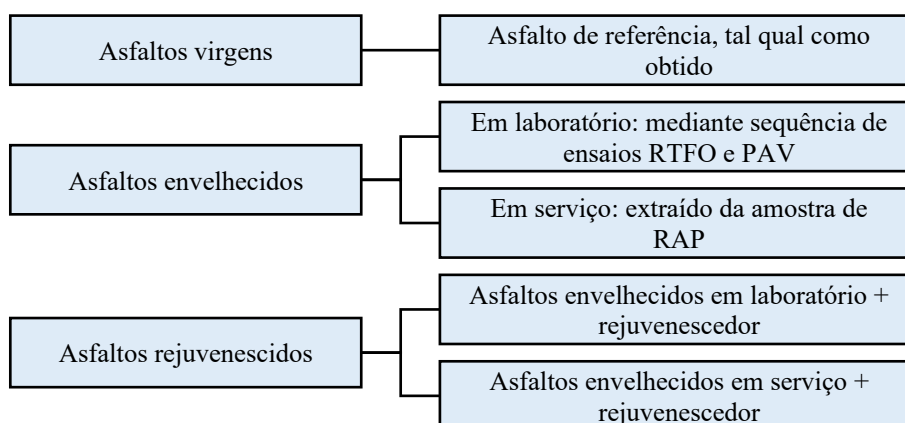 Asfaltos virgens
Asfalto de referência, tal qual como
obtido
Asfaltos envelhecidos
Em laboratório: mediante sequência de
ensaios RTFO e PAV
Em serviço: extraído da amostra de
RAP
Asfaltos rejuvenescidos
Asfaltos envelhecidos em laboratório +
rejuvenescedor
Asfaltos envelhecidos em serviço +
rejuvenescedor